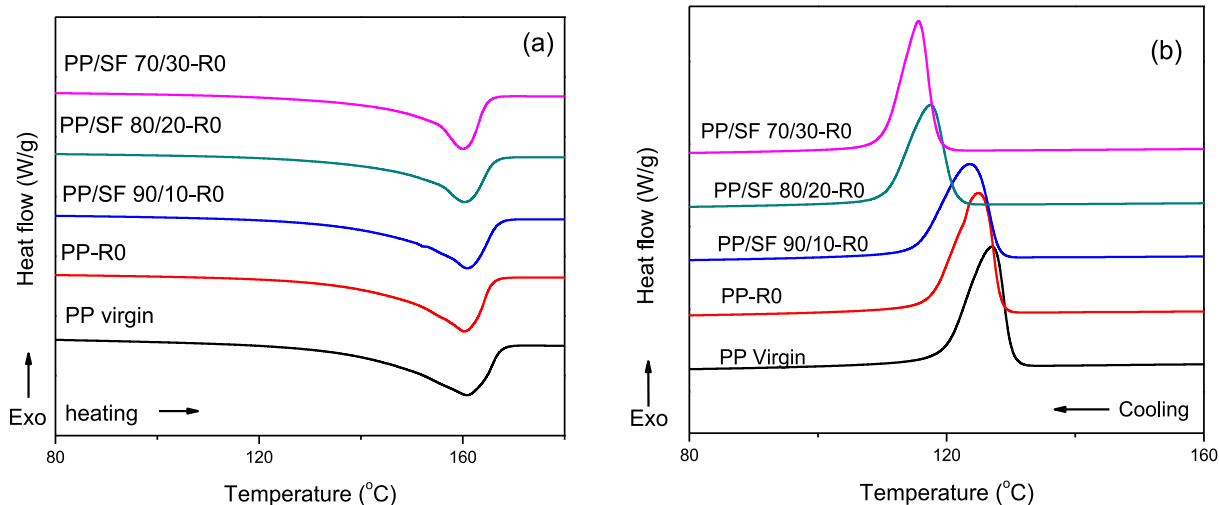 (a)
PP/SF 70/30-R0
PP/SF 80/20-R0
PP/SF 90/10-R0
PP-R0
PP virgin
Exo
heating
Heat flow (W/g)
80
120
160
Temperature (°C)
(b)
PP/SF 70/30-R0
PP/SF 80/20-R0
PP/SF 90/10-R0
PP-R0
PP Virgin
Exo
Cooling
Heat flow (W/g)
80
120
160
Temperature (°C)